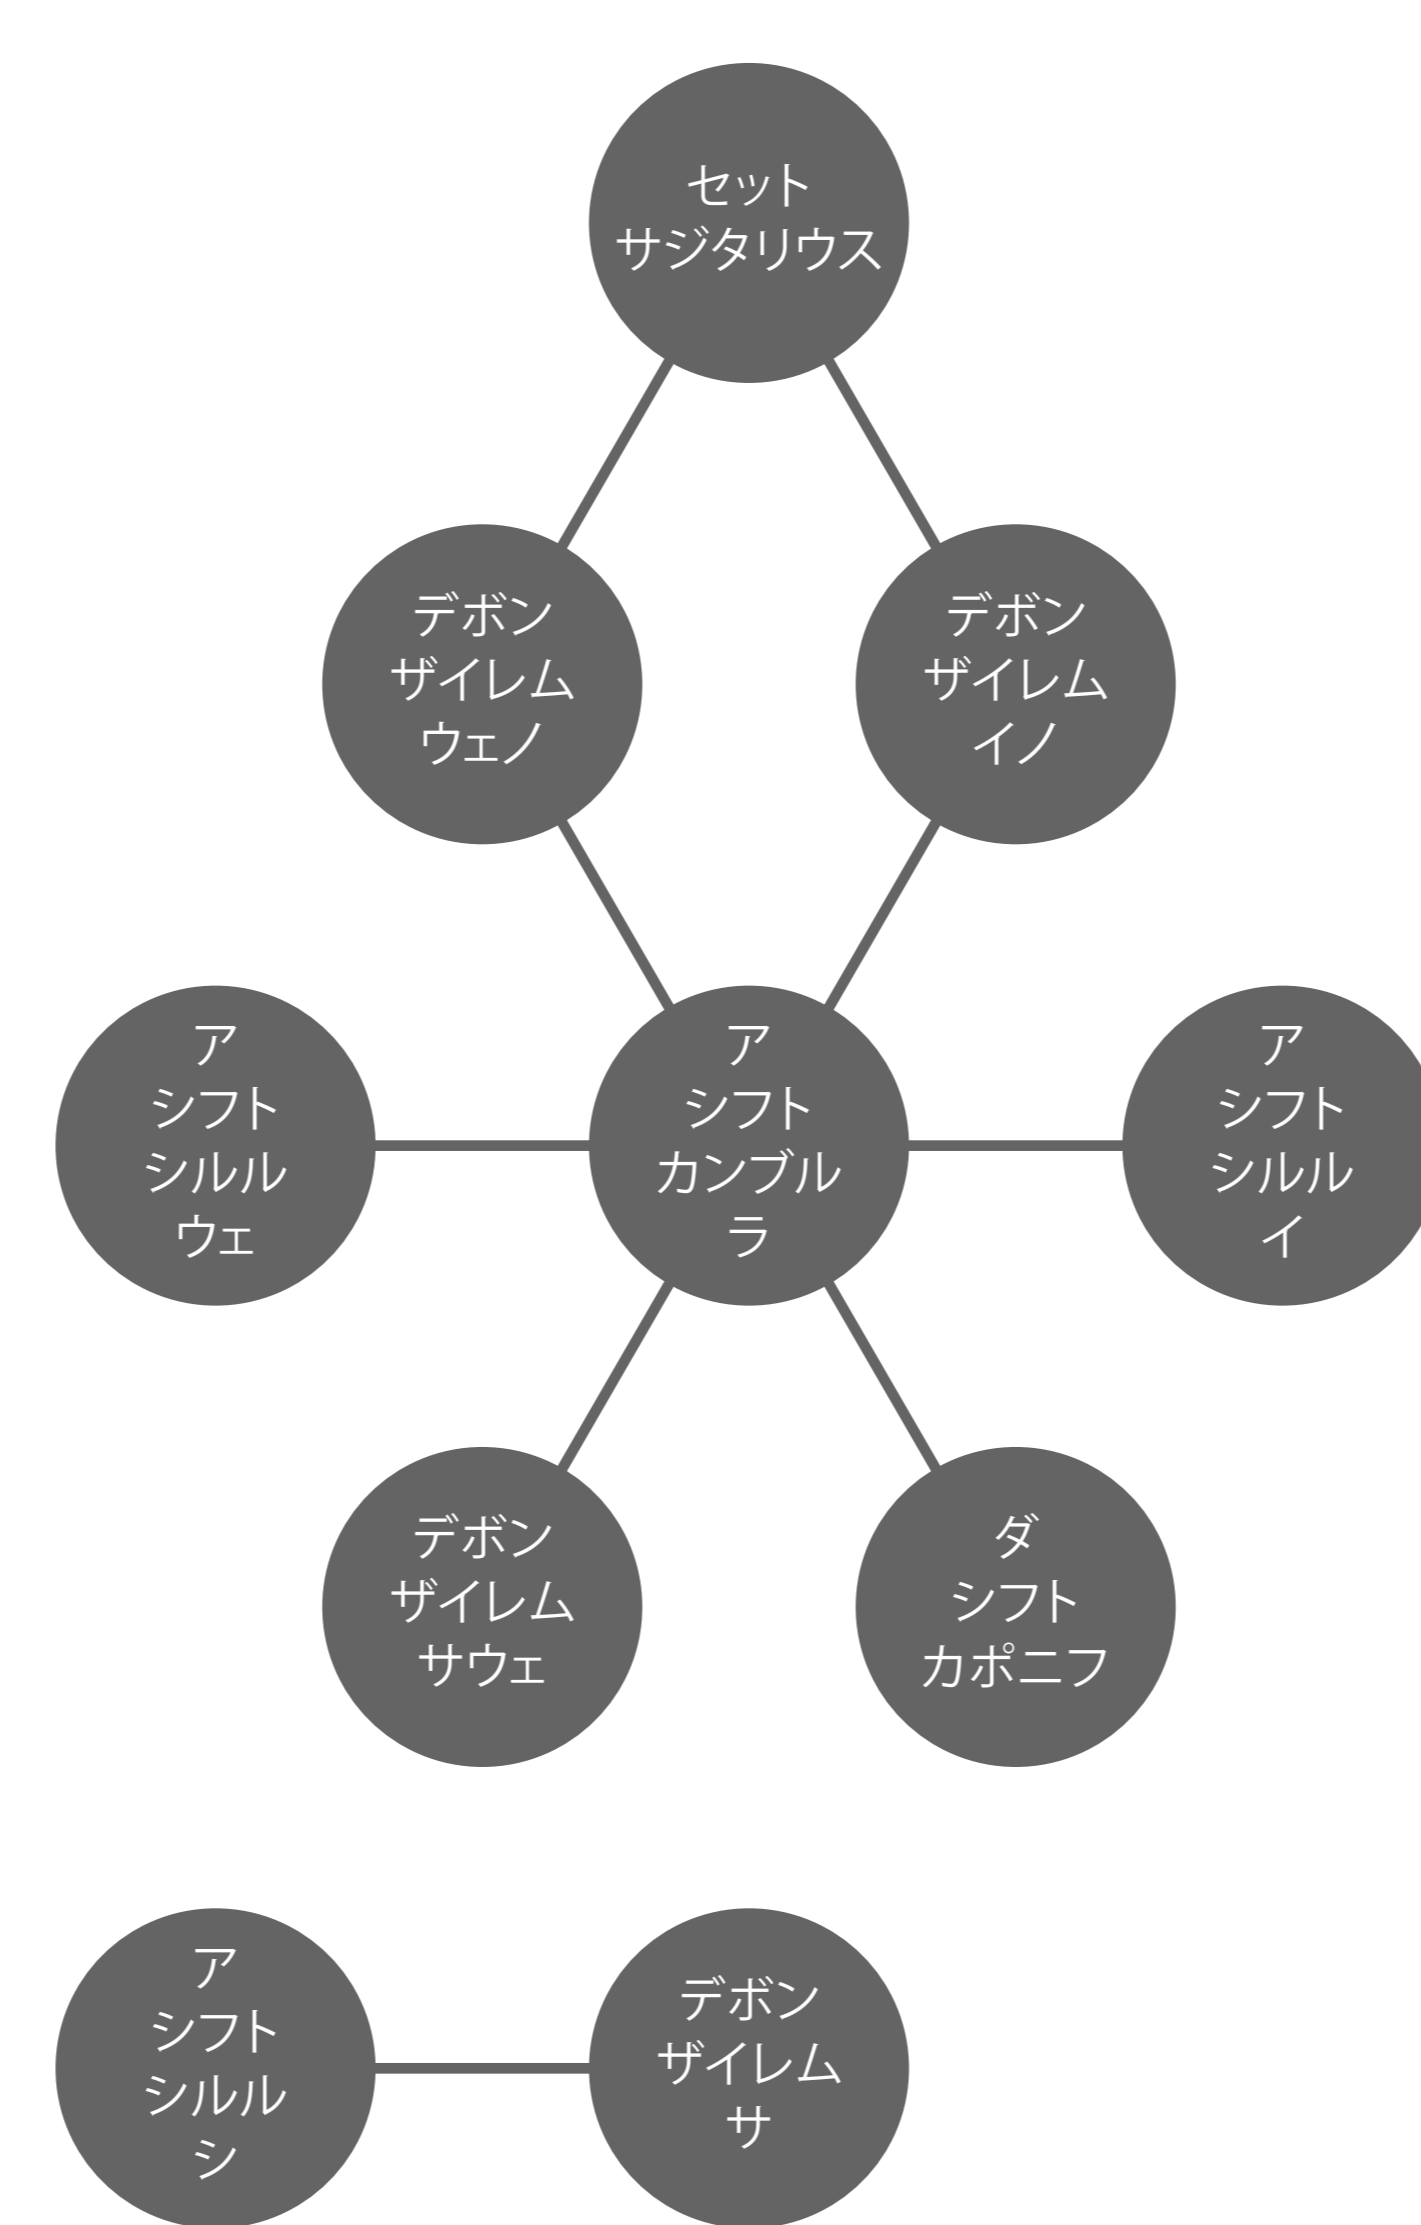 セット
サジタリウス
デボン
ザイレム
ウェノ
デボン
ザイレム
イノ
ア
シフト
シルル
ウェ
ア
シフト
カンブル
ラ
ア
シフト
シルル
イ
デボン
ザイレム
サウェ
ダ
シフト
カポニフ
ア
シフト
シルル
シ
デボン
ザイレム
サ